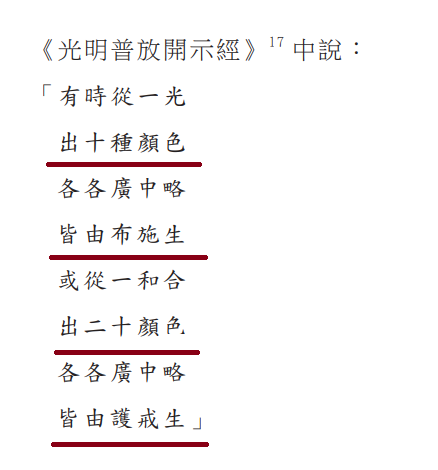 《光明普放開示經》17 中說：
「有時從一光
出十種顏色
各各廣中略
皆由布施生
或從一和合
出二十顏色
各各廣中略
皆由護戒生」